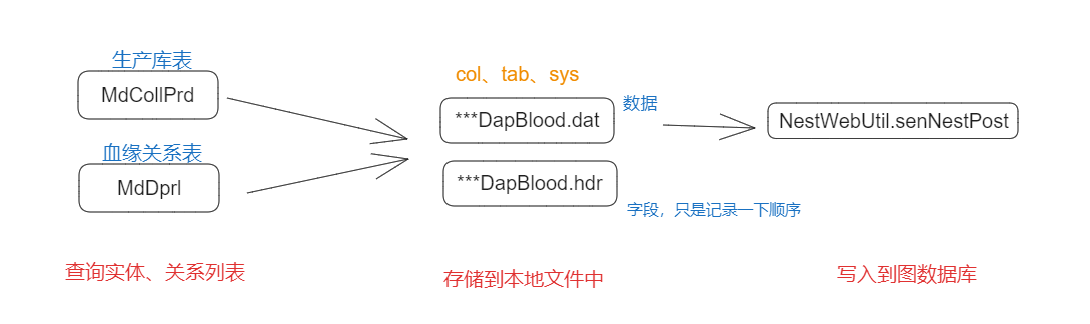 生产库表
MdCollPrd
血缘关系表
MdDprl
查询实体、关系列表
col、tab、sys
***DapBlood.dat
数据
***DapBlood.hdr
字段，只是记录一下顺序
存储到本地文件中
NestWebUtil.senNestPost
写入到图数据库